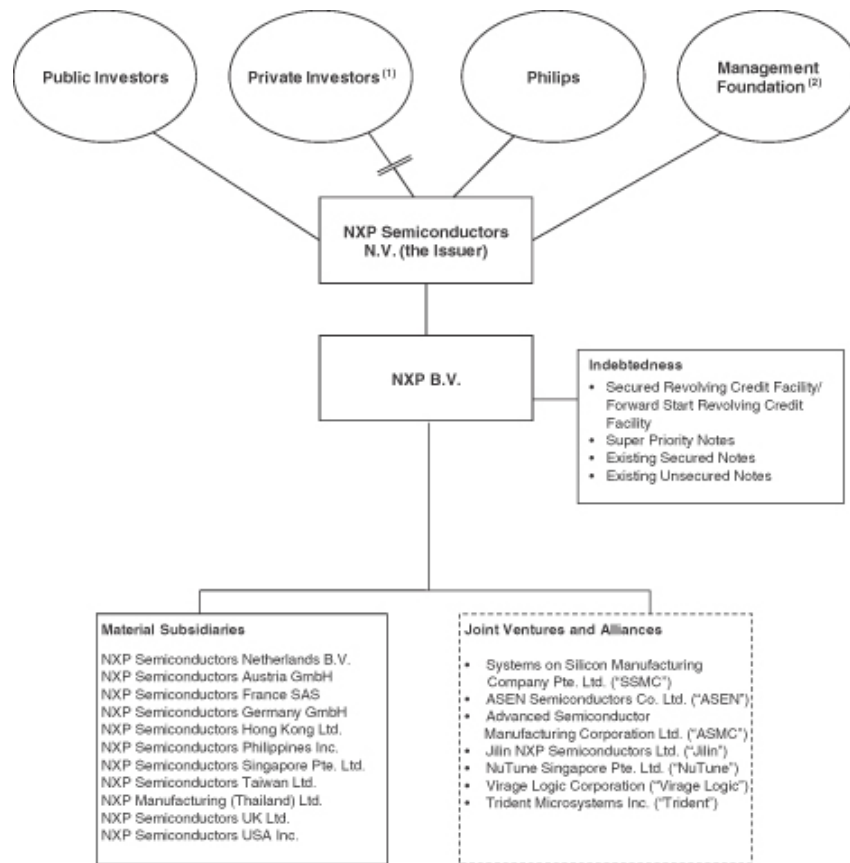 Public Investors
Private Investors (1)
Philips
Management
Foundation (2)
NXP Semiconductors
N.V. (the Issuer)
NXP B.V.
Indebtedness
• Secured Revolving Credit Facility/
Forward Start Revolving Credit
Facility
• Super Priority Notes
• Existing Secured Notes
• Existing Unsecured Notes
Material Subsidiaries
NXP Semiconductors Netherlands B.V.
NXP Semiconductors Austria GmbH
NXP Semiconductors France SAS
NXP Semiconductors Germany GmbH
NXP Semiconductors Hong Kong Ltd.
NXP Semiconductors Philippines Inc.
NXP Semiconductors Singapore Pte. Ltd.
NXP Semiconductors Taiwan Ltd.
NXP Manufacturing (Thailand) Ltd.
NXP Semiconductors UK Ltd.
NXP Semiconductors USA Inc.
Joint Ventures and Alliances
• Systems on Silicon Manufacturing
Company Pte. Ltd. (“SSMC”)
• ASEN Semiconductors Co. Ltd. (“ASEN”)
• Advanced Semiconductor
Manufacturing Corporation Ltd. (“ASMC”)
• Jilin NXP Semiconductors Ltd. (“Jilin”)
• NuTune Singapore Pte. Ltd. (“NuTune”)
• Virage Logic Corporation (“Virage Logic”)
• Trident Microsystems Inc. (“Trident”)